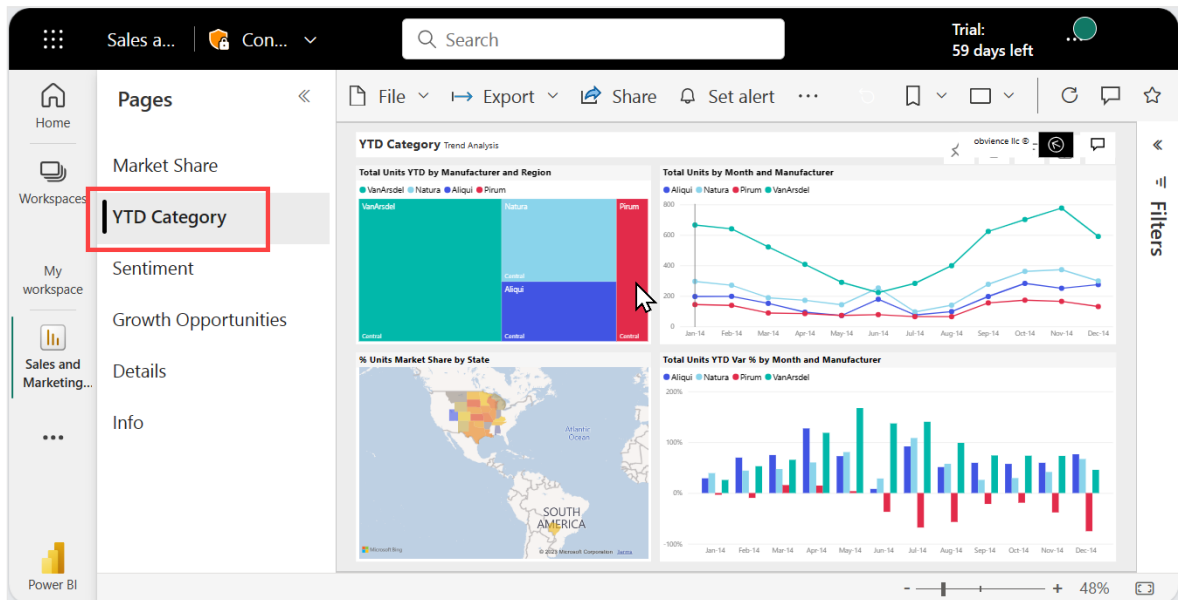 Sales a...
Con...
Search
Trial:
59 days left
Home
Workspaces
My
workspace
Sales and
Marketing...
Power BI
Pages
Market Share
YTD Category
Sentiment
Growth Opportunities
Details
Info
File
Export
Share
Set alert
YTD Category Trend Analysis
obvience llc ©
Total Units YTD by Manufacturer and Region
VanArsdel Natura Aliqui Pirum
VanArsdel
Natura
Pirum
Central
Aliqui
Central
Central
Central
Total Units by Month and Manufacturer
Aliqui Natura Pirum VanArsdel
800
600
400
200
0
Jan-14 Feb-14 Mar-14 Apr-14 May-14 Jun-14 Jul-14 Aug-14 Sep-14 Oct-14 Nov-14 Dec-14
% Units Market Share by State
Atlantic
Ocean
SOUTH
AMERICA
Microsoft Bing
© 2023 Microsoft Corporation
Total Units YTD Var % by Month and Manufacturer
Aliqui Natura Pirum VanArsdel
200%
100%
0%
-100%
Jan-14 Feb-14 Mar-14 Apr-14 May-14 Jun-14 Jul-14 Aug-14 Sep-14 Oct-14 Nov-14 Dec-14
Filters
- + 48%